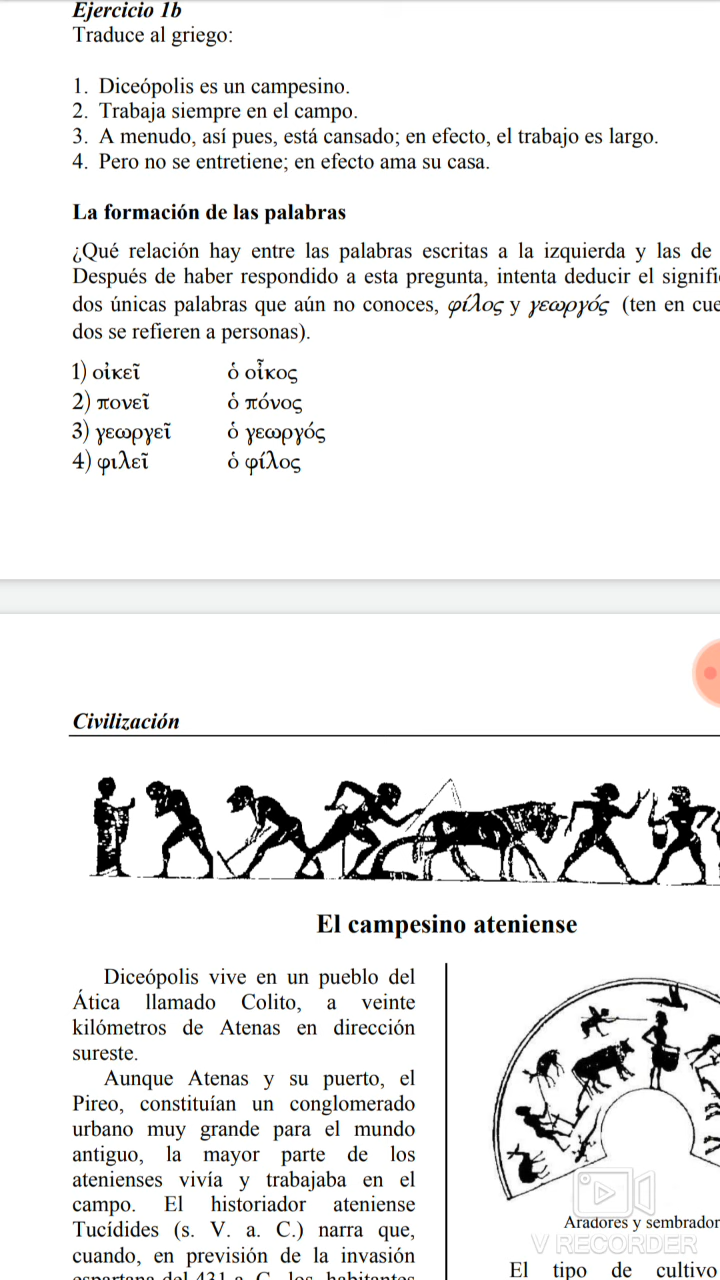 Ejercicio 1b
Traduce al griego:
1. Diceópolis es un campesino.
2. Trabaja siempre en el campo.
3. A menudo, así pues, está cansado; en efecto, el trabajo es largo.
4. Pero no se entretiene; en efecto ama su casa.
La formación de las palabras
¿Qué relación hay entre las palabras escritas a la izquierda y las de
Después de haber respondido a esta pregunta, intenta deducir el
dos únicas palabras que aún no conoces, φίλος y γεωργός (ten en
dos se refieren a personas).
1) οἰκεῖ ὁ οἶκος
2) πονεῖ ὁ πόνος
3) γεωργεῖ ὁ γεωργός
4) φιλεῖ ὁ φίλος
Civilización
El campesino ateniense
Diceópolis vive en un pueblo del
Ática llamado Colito, a veinte
kilómetros de Atenas en dirección
sureste.
Aunque Atenas y su puerto, el
Pireo, constituían un conglomerado
urbano muy grande para el mundo
antiguo, la mayor parte de los
atenienses vivía y trabajaba en el
campo. El historiador ateniense
Tucídides (s. V. a. C.) narra que,
cuando, en previsión de la invasión
Aradores y
V RECORDER
El tipo de cultivo